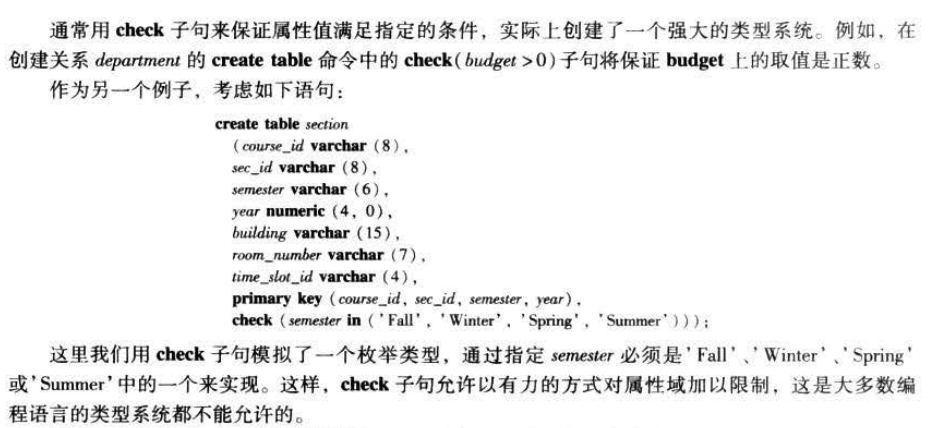 通常用 check 子句来保证属性值满足指定的条件，实际上创建了一个强大的类型系统。例如，在
创建关系 department 的 create table 命令中的 check(budget >0)子句将保证 budget 上的取值是正数。
作为另一个例子，考虑如下语句：
create table section
(course_id varchar (8),
sec_id varchar (8),
semester varchar (6),
year numeric (4, 0),
building varchar (15),
room_number varchar (7),
time_slot_id varchar (4),
primary key (course_id, sec_id, semester, year),
check (semester in ('Fall', 'Winter', 'Spring', 'Summer')));
这里我们用 check 子句模拟了一个枚举类型，通过指定 semester 必须是'Fall'、'Winter'、'Spring'
或'Summer'中的一个来实现。这样，check 子句允许以有力的方式对属性域加以限制，这是大多数编
程语言的类型系统都不能允许的。